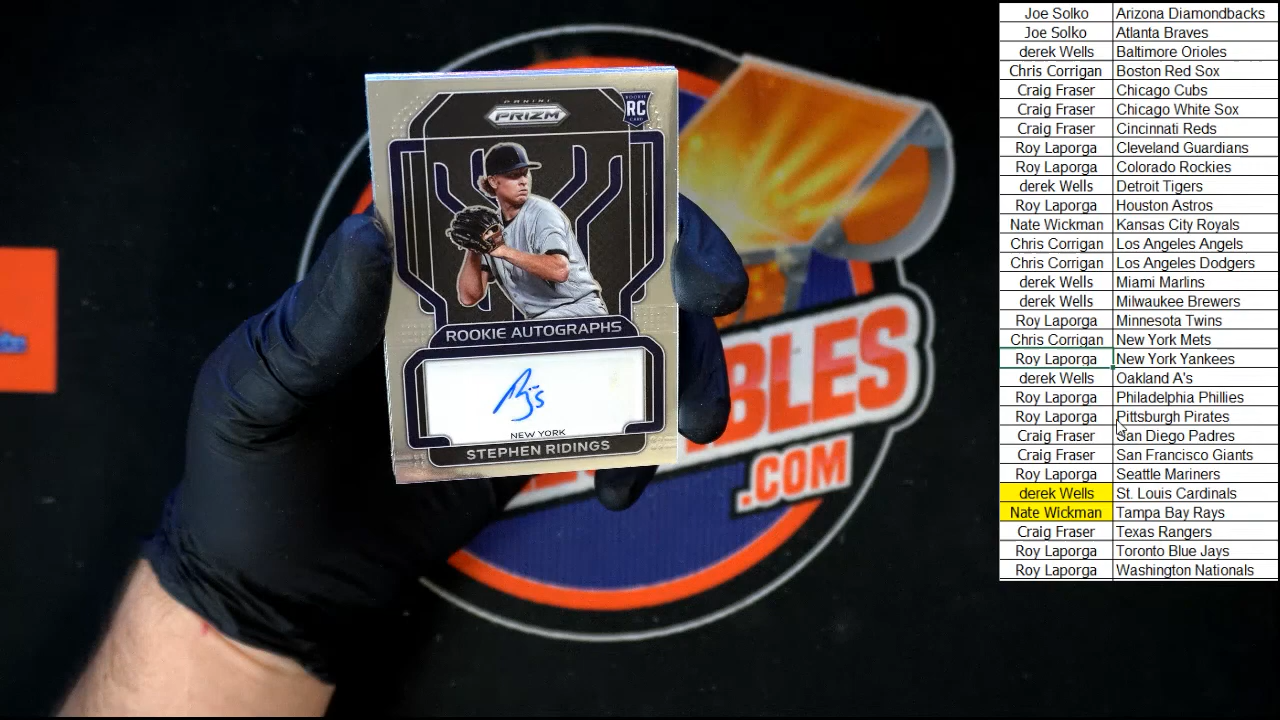 PANINI
PRIZM
ROOKIE
RC
CARD
ROOKIE AUTOGRAPHS
NEW YORK
STEPHEN RIDINGS
BLES
.COM
Joe Solko Arizona Diamondbacks
Joe Solko Atlanta Braves
derek Wells Baltimore Orioles
Chris Corrigan Boston Red Sox
Craig Fraser Chicago Cubs
Craig Fraser Chicago White Sox
Craig Fraser Cincinnati Reds
Roy Laporga Cleveland Guardians
Roy Laporga Colorado Rockies
derek Wells Detroit Tigers
Roy Laporga Houston Astros
Nate Wickman Kansas City Royals
Chris Corrigan Los Angeles Angels
Chris Corrigan Los Angeles Dodgers
derek Wells Miami Marlins
derek Wells Milwaukee Brewers
Roy Laporga Minnesota Twins
Chris Corrigan New York Mets
Roy Laporga New York Yankees
derek Wells Oakland A's
Roy Laporga Philadelphia Phillies
Roy Laporga Pittsburgh Pirates
Craig Fraser San Diego Padres
Craig Fraser San Francisco Giants
Roy Laporga Seattle Mariners
derek Wells St. Louis Cardinals
Nate Wickman Tampa Bay Rays
Craig Fraser Texas Rangers
Roy Laporga Toronto Blue Jays
Roy Laporga Washington Nationals